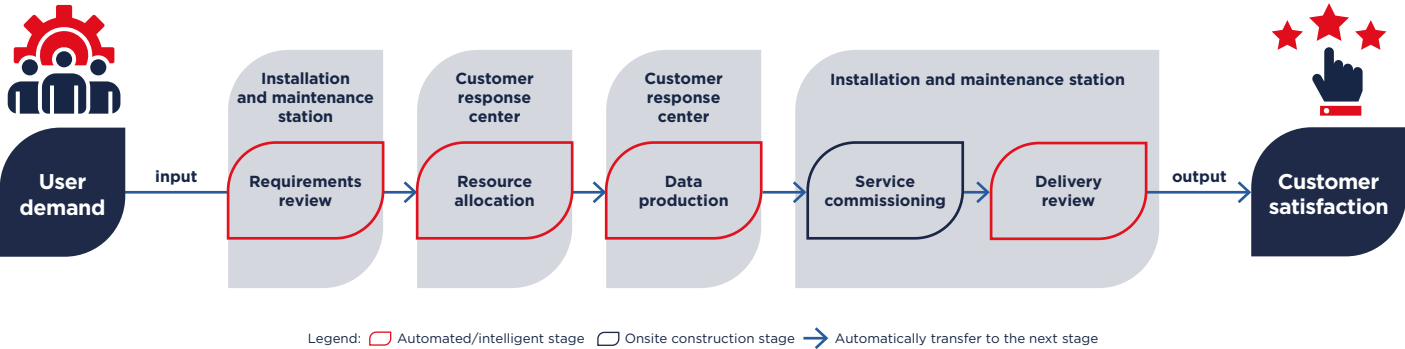 User
demand
input
Installation
and maintenance
station
Requirements
review
Customer
response
center
Resource
allocation
Customer
response
center
Data
production
Installation and maintenance station
Service
commissioning
Delivery
review
output
Customer
satisfaction
Legend: Automated/intelligent stage Onsite construction stage Automatically transfer to the next stage